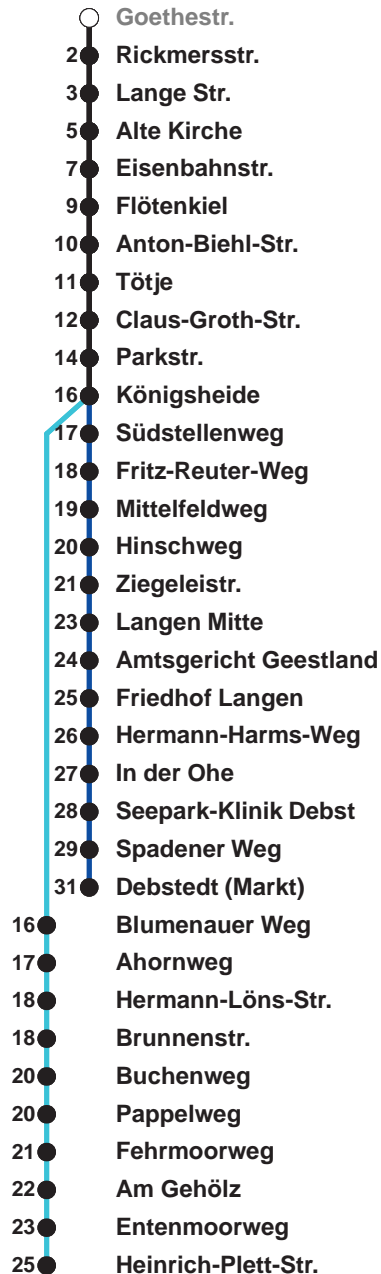 Goethestr.
2 Rickmersstr.
3 Lange Str.
5 Alte Kirche
7 Eisenbahnstr.
9 Flötenkiel
10 Anton-Biehl-Str.
11 Tötje
12 Claus-Groth-Str.
14 Parkstr.
16 Königsheide
17 Südstellenweg
18 Fritz-Reuter-Weg
19 Mittelfeldweg
20 Hinschweg
21 Ziegeleistr.
23 Langen Mitte
24 Amtsgericht Geestland
25 Friedhof Langen
26 Hermann-Harms-Weg
27 In der Ohe
28 Seepark-Klinik Debst
29 Spadener Weg
31 Debstedt (Markt)
16 Blumenauer Weg
17 Ahornweg
18 Hermann-Löns-Str.
18 Brunnenstr.
20 Buchenweg
20 Pappelweg
21 Fehrmoorweg
22 Am Gehölz
23 Entenmoorweg
25 Heinrich-Plett-Str.